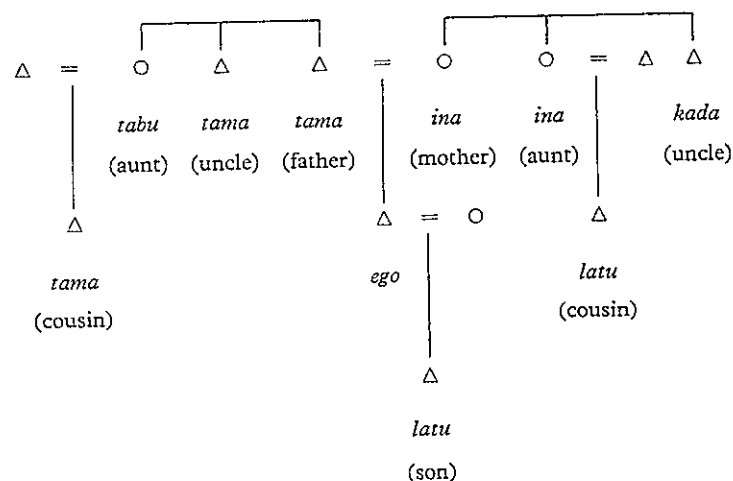 tabu tama tama ina ina kada
(aunt) (uncle) (father) (mother) (aunt) (uncle)
tama ego latu
(cousin) (cousin)
latu
(son)